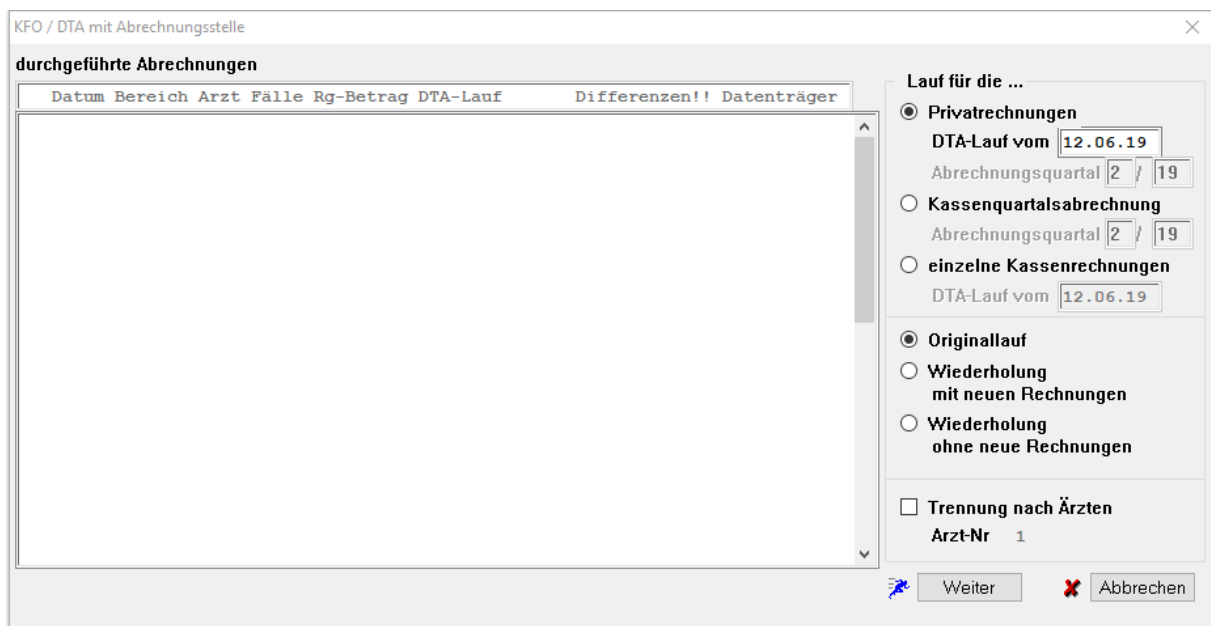 KFO / DTA mit Abrechnungsstelle
durchgeführte Abrechnungen
Datum Bereich Arzt Fälle Rg-Betrag DTA-Lauf Differenzen!! Datenträger
Lauf für die ...
Privatrechnungen
DTA-Lauf vom 12.06.19
Abrechnungsquartal 2 / 19
Kassenquartalsabrechnung
Abrechnungsquartal 2 / 19
einzelne Kassenrechnungen
DTA-Lauf vom 12.06.19
Originallauf
Wiederholung
mit neuen Rechnungen
Wiederholung
ohne neue Rechnungen
Trennung nach Ärzten
Arzt-Nr 1
Weiter Abbrechen